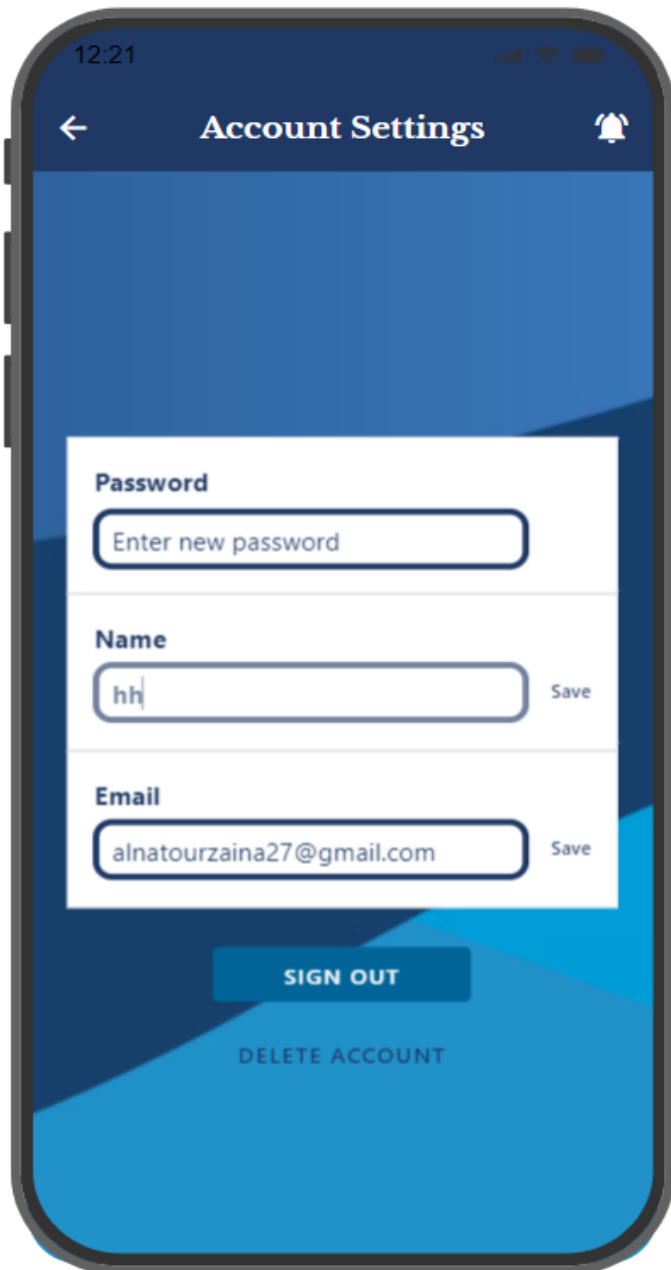 12:21
Account Settings
Password
Enter new password
Name
hh
Save
Email
alnatourzaina27@gmail.com
Save
SIGN OUT
DELETE ACCOUNT